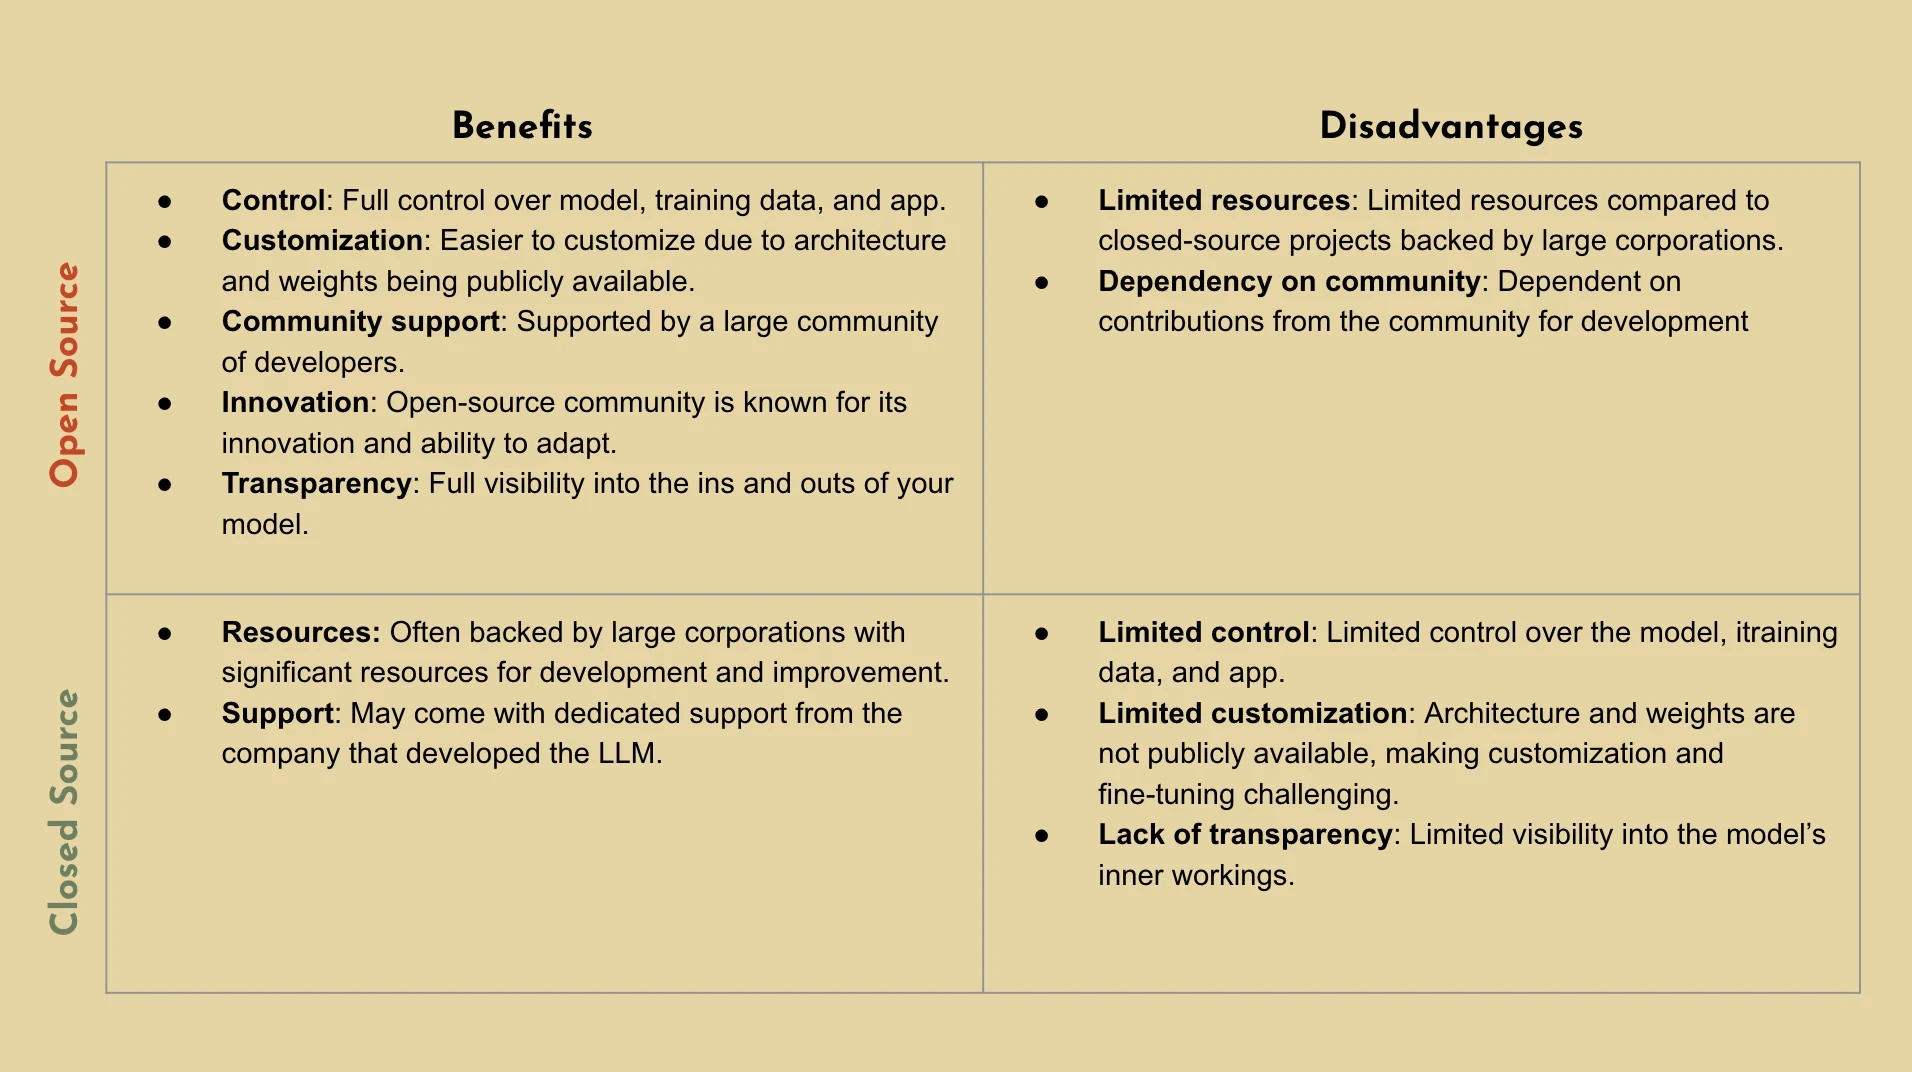 Benefits
Disadvantages
Open Source
● Control: Full control over model, training data, and app.
● Customization: Easier to customize due to architecture
and weights being publicly available.
● Community support: Supported by a large community
of developers.
● Innovation: Open-source community is known for its
innovation and ability to adapt.
● Transparency: Full visibility into the ins and outs of your
model.
● Limited resources: Limited resources compared to
closed-source projects backed by large corporations.
● Dependency on community: Dependent on
contributions from the community for development
Closed Source
● Resources: Often backed by large corporations with
significant resources for development and improvement.
● Support: May come with dedicated support from the
company that developed the LLM.
● Limited control: Limited control over the model, itraining
data, and app.
● Limited customization: Architecture and weights are
not publicly available, making customization and
fine-tuning challenging.
● Lack of transparency: Limited visibility into the model’s
inner workings.